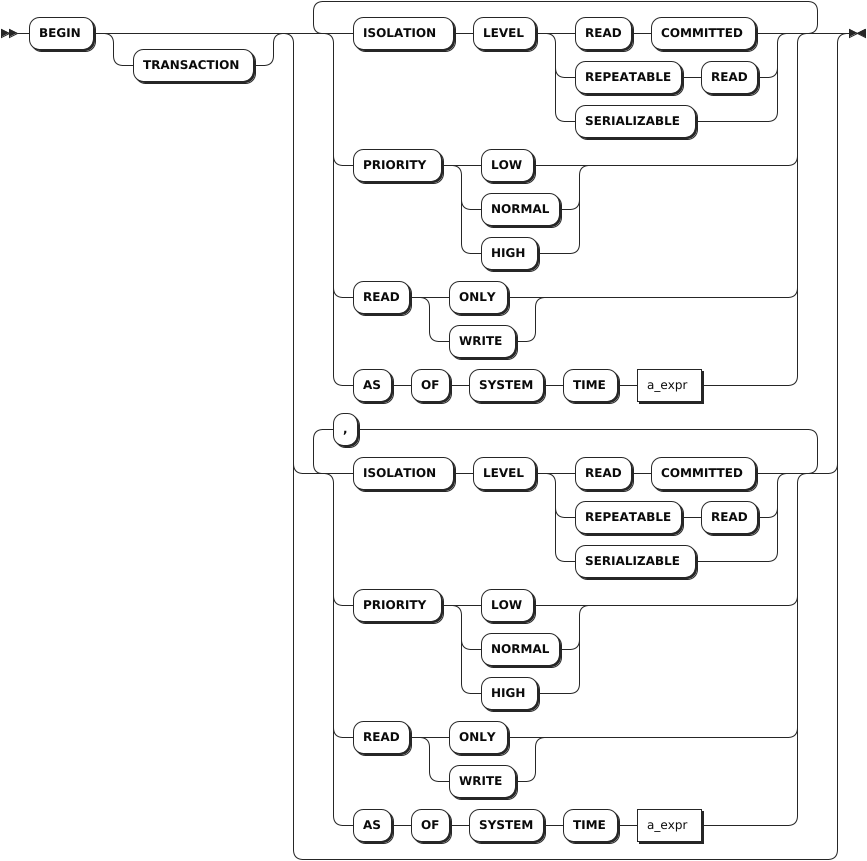 BEGIN ISOLATION LEVEL READ COMMITTED
TRANSACTION
REPEATABLE READ
SERIALIZABLE
PRIORITY LOW
NORMAL
HIGH
READ ONLY
WRITE
AS OF SYSTEM TIME a_expr
,
ISOLATION LEVEL READ COMMITTED
REPEATABLE READ
SERIALIZABLE
PRIORITY LOW
NORMAL
HIGH
READ ONLY
WRITE
AS OF SYSTEM TIME a_expr